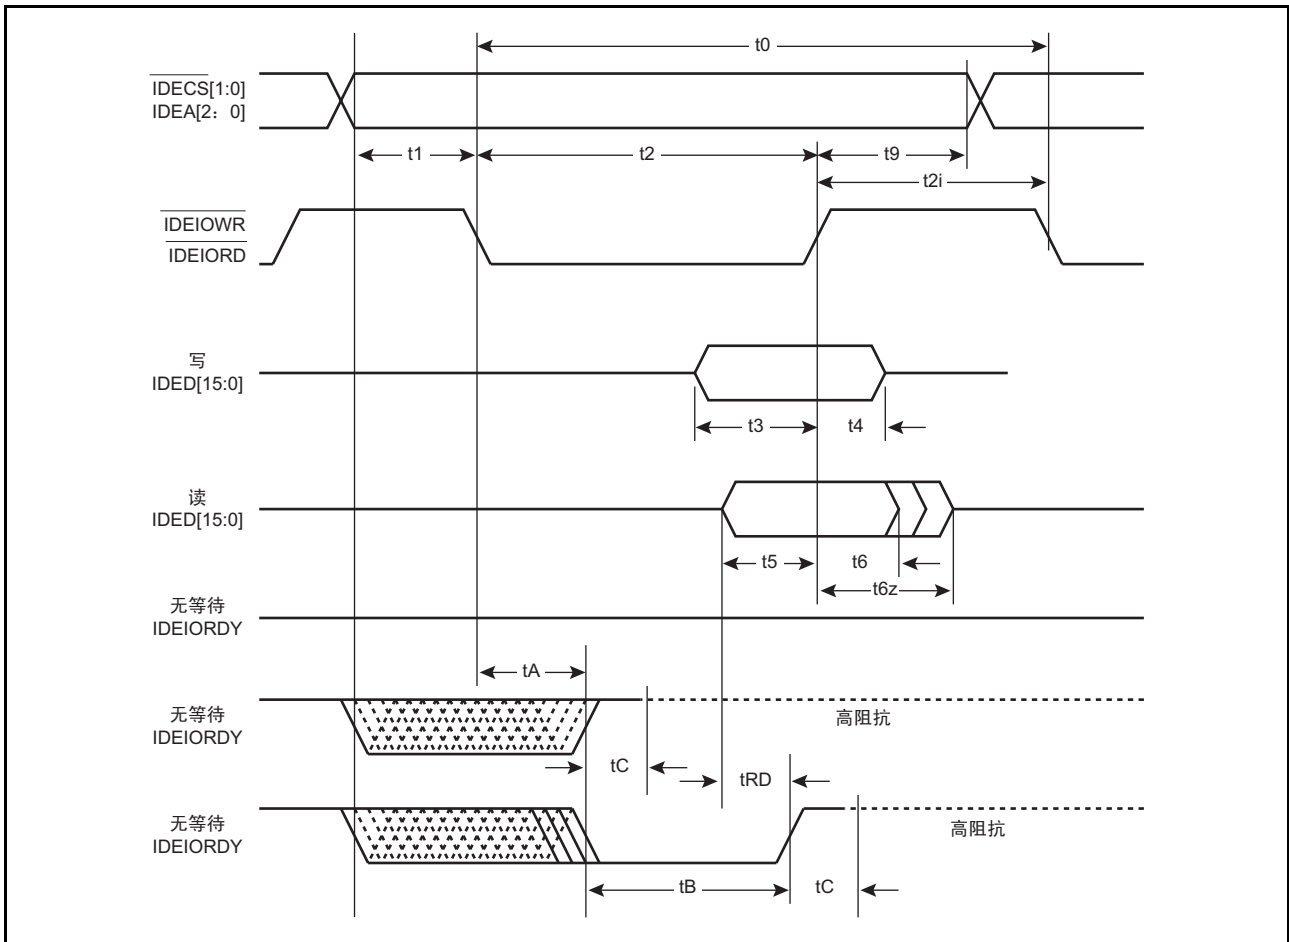 t0
IDECS[1:0]
IDEA[2：0]
t1
t2
t9
t2i
IDEIOWR
IDEIORD
写
IDED[15:0]
t3
t4
读
IDED[15:0]
t5
t6
t6z
无等待
IDEIORDY
tA
无等待
IDEIORDY
高阻抗
tC
tRD
无等待
IDEIORDY
高阻抗
tB
tC